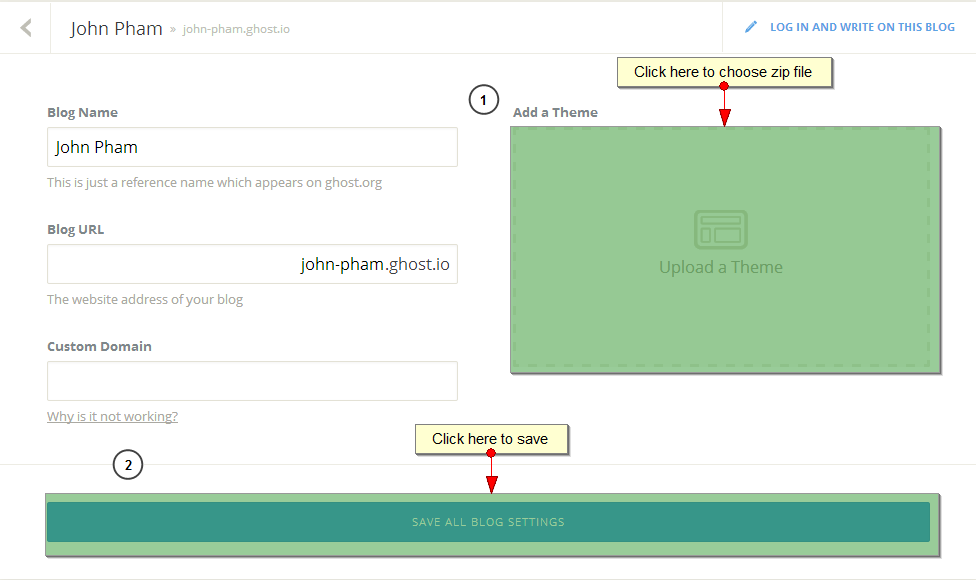 John Pham » john-pham.ghost.io
LOG IN AND WRITE ON THIS BLOG
Click here to choose zip file
1
Blog Name
Add a Theme
John Pham
This is just a reference name which appears on ghost.org
Blog URL
john-pham.ghost.io
The website address of your blog
Upload a Theme
Custom Domain
Why is it not working?
Click here to save
2
SAVE ALL BLOG SETTINGS